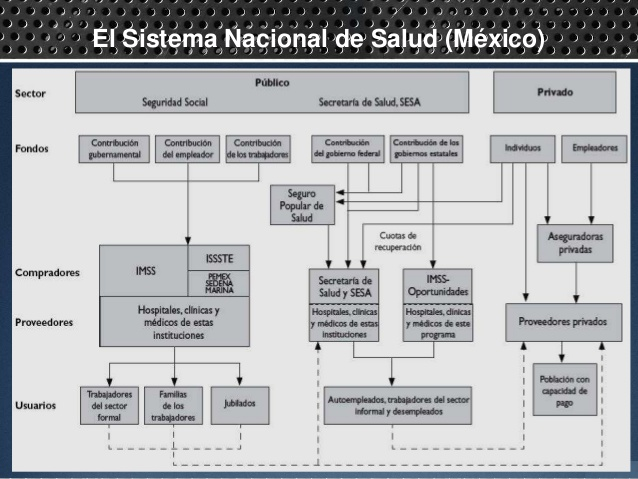 El Sistema Nacional de Salud (México)
Sector
Público
Seguridad Social
Secretaría de Salud, SESA
Privado
Fondos
Contribución
gubernamental
Contribución
del empleador
Contribución
de los trabajadores
Contribución
del gobierno federal
Contribución de los
gobiernos estatales
Individuos
Empleadores
Seguro
Popular de
Salud
Cuotas de
recuperación
Aseguradoras
privadas
Compradores
IMSS
ISSSTE
PEMEX
SEDENA
MARINA
Secretaría de
Salud y SESA
IMSS-
Oportunidades
Proveedores
Hospitales, clínicas y
médicos de estas
instituciones
Hospitales, clínicas
y médicos de estas
instituciones
Hospitales, clínicas
y médicos de este
programa
Proveedores privados
Usuarios
Trabajadores
del sector
formal
Familias
de los
trabajadores
Jubilados
Autoempleados, trabajadores del sector
informal y desempleados
Población con
capacidad de
pago